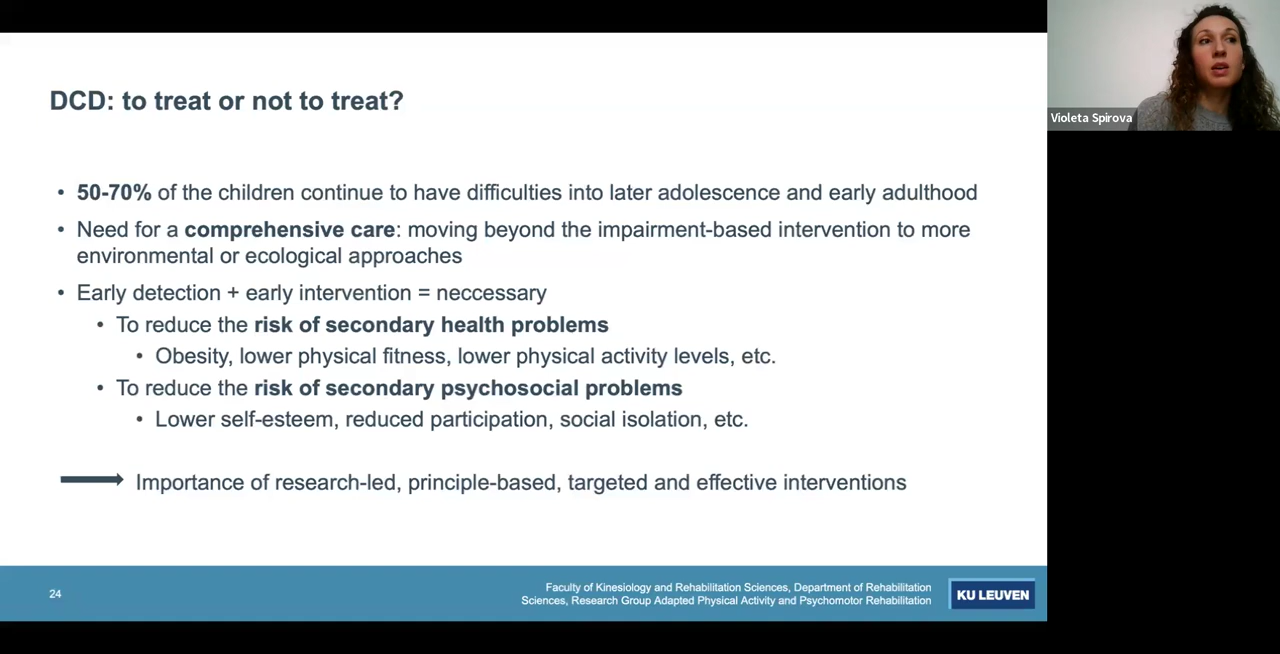 DCD: to treat or not to treat?
Violeta Spirova
• 50-70% of the children continue to have difficulties into later adolescence and early adulthood
• Need for a comprehensive care: moving beyond the impairment-based intervention to more
environmental or ecological approaches
• Early detection + early intervention = neccessary
• To reduce the risk of secondary health problems
• Obesity, lower physical fitness, lower physical activity levels, etc.
• To reduce the risk of secondary psychosocial problems
• Lower self-esteem, reduced participation, social isolation, etc.
Importance of research-led, principle-based, targeted and effective interventions
24
Faculty of Kinesiology and Rehabilitation Sciences, Department of Rehabilitation
Sciences, Research Group Adapted Physical Activity and Psychomotor Rehabilitation
KU LEUVEN